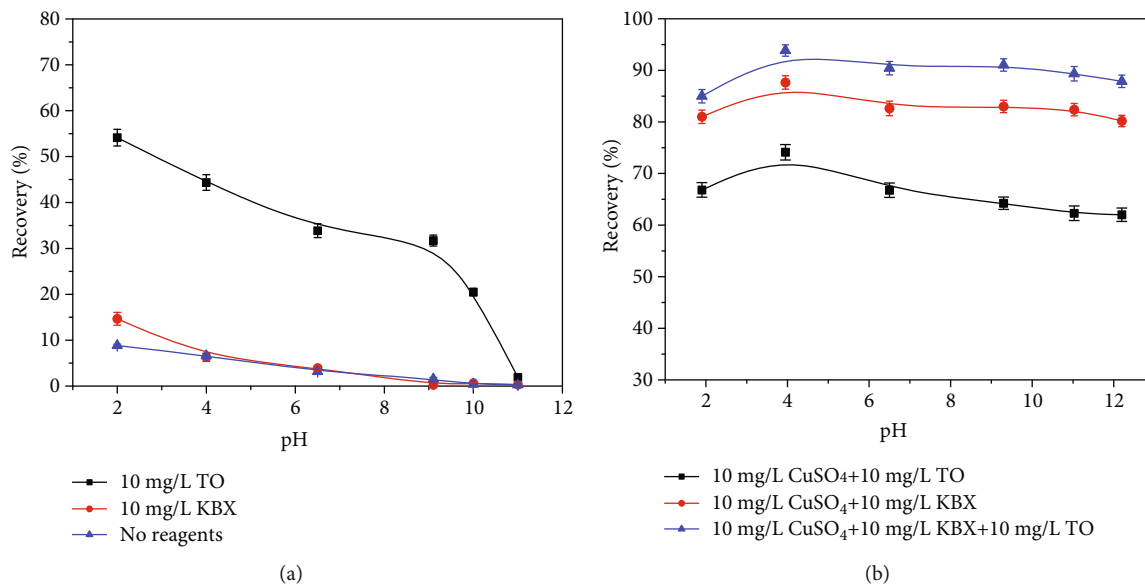 80
70
60
50
40
30
20
10
0
Recovery (%)
2
4
6
8
10
12
pH
10 mg/L TO
10 mg/L KBX
No reagents
(a)
100
90
80
70
60
50
40
30
Recovery (%)
2
4
6
8
10
12
pH
10 mg/L CuSO₄+10 mg/L TO
10 mg/L CuSO₄+10 mg/L KBX
10 mg/L CuSO₄+10 mg/L KBX+10 mg/L TO
(b)